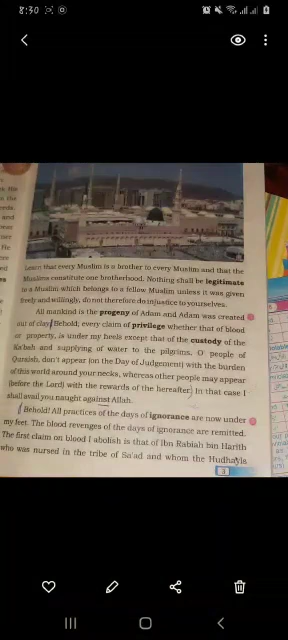 8:30
Learn that every Muslim is a brother to every Muslim and that the
Muslims constitute one brotherhood. Nothing shall be legitimate
to a Muslim which belongs to a fellow Muslim unless it was given
freely and willingly, do not therefore do injustice to yourselves.
All mankind is the progeny of Adam and Adam was created
out of clay! Behold; every claim of privilege whether that of blood
or property, is under my heels except that of the custody of the
Ka'bah and supplying of water to the pilgrims. O people of
Quraish, don't appear (on the Day of Judgement) with the burden
of this world around your necks, whereas other people may appear
(before the Lord) with the rewards of the hereafter) In that case I
shall avail you naught against Allah.
Behold! All practices of the days of ignorance are now under
my feet. The blood revenges of the days of ignorance are remitted.
The first claim on blood I abolish is that of Ibn Rabiah bin Harith
who was nursed in the tribe of Sa'ad and whom the Hudhayls
3